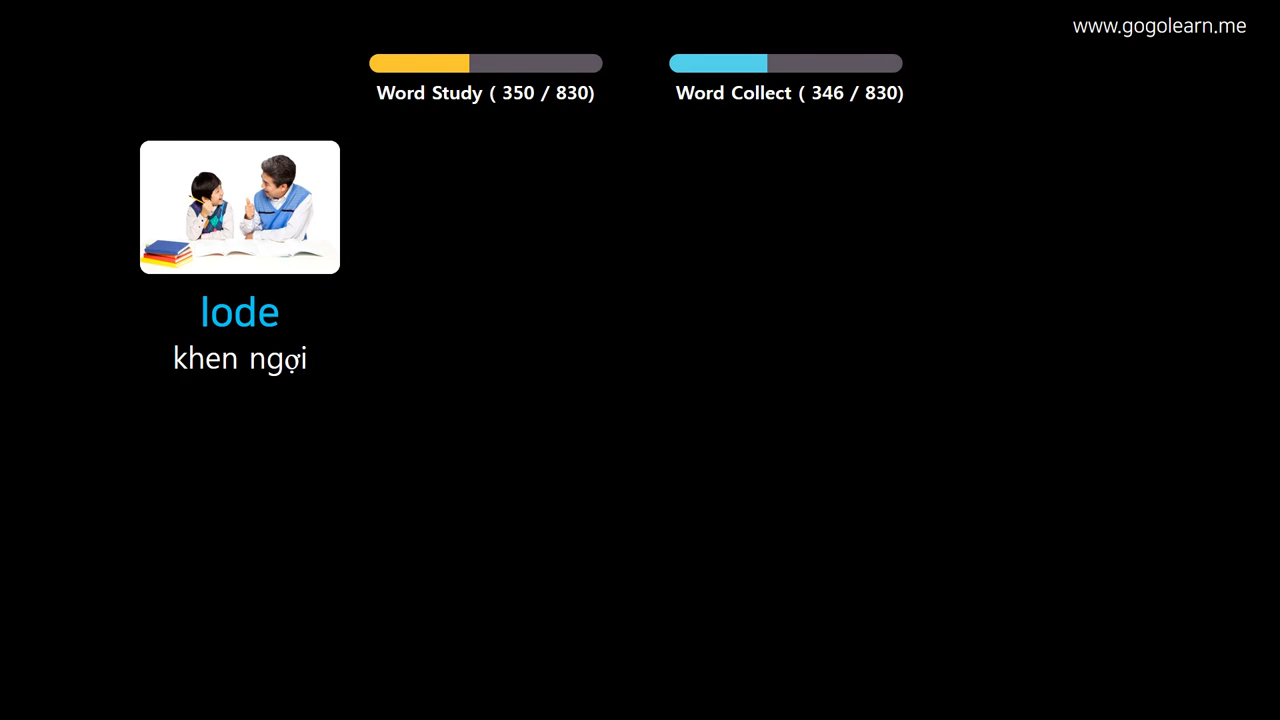 www.gogolearn.me
Word Study ( 350 / 830)
Word Collect ( 346 / 830)
lode
khen ngợi